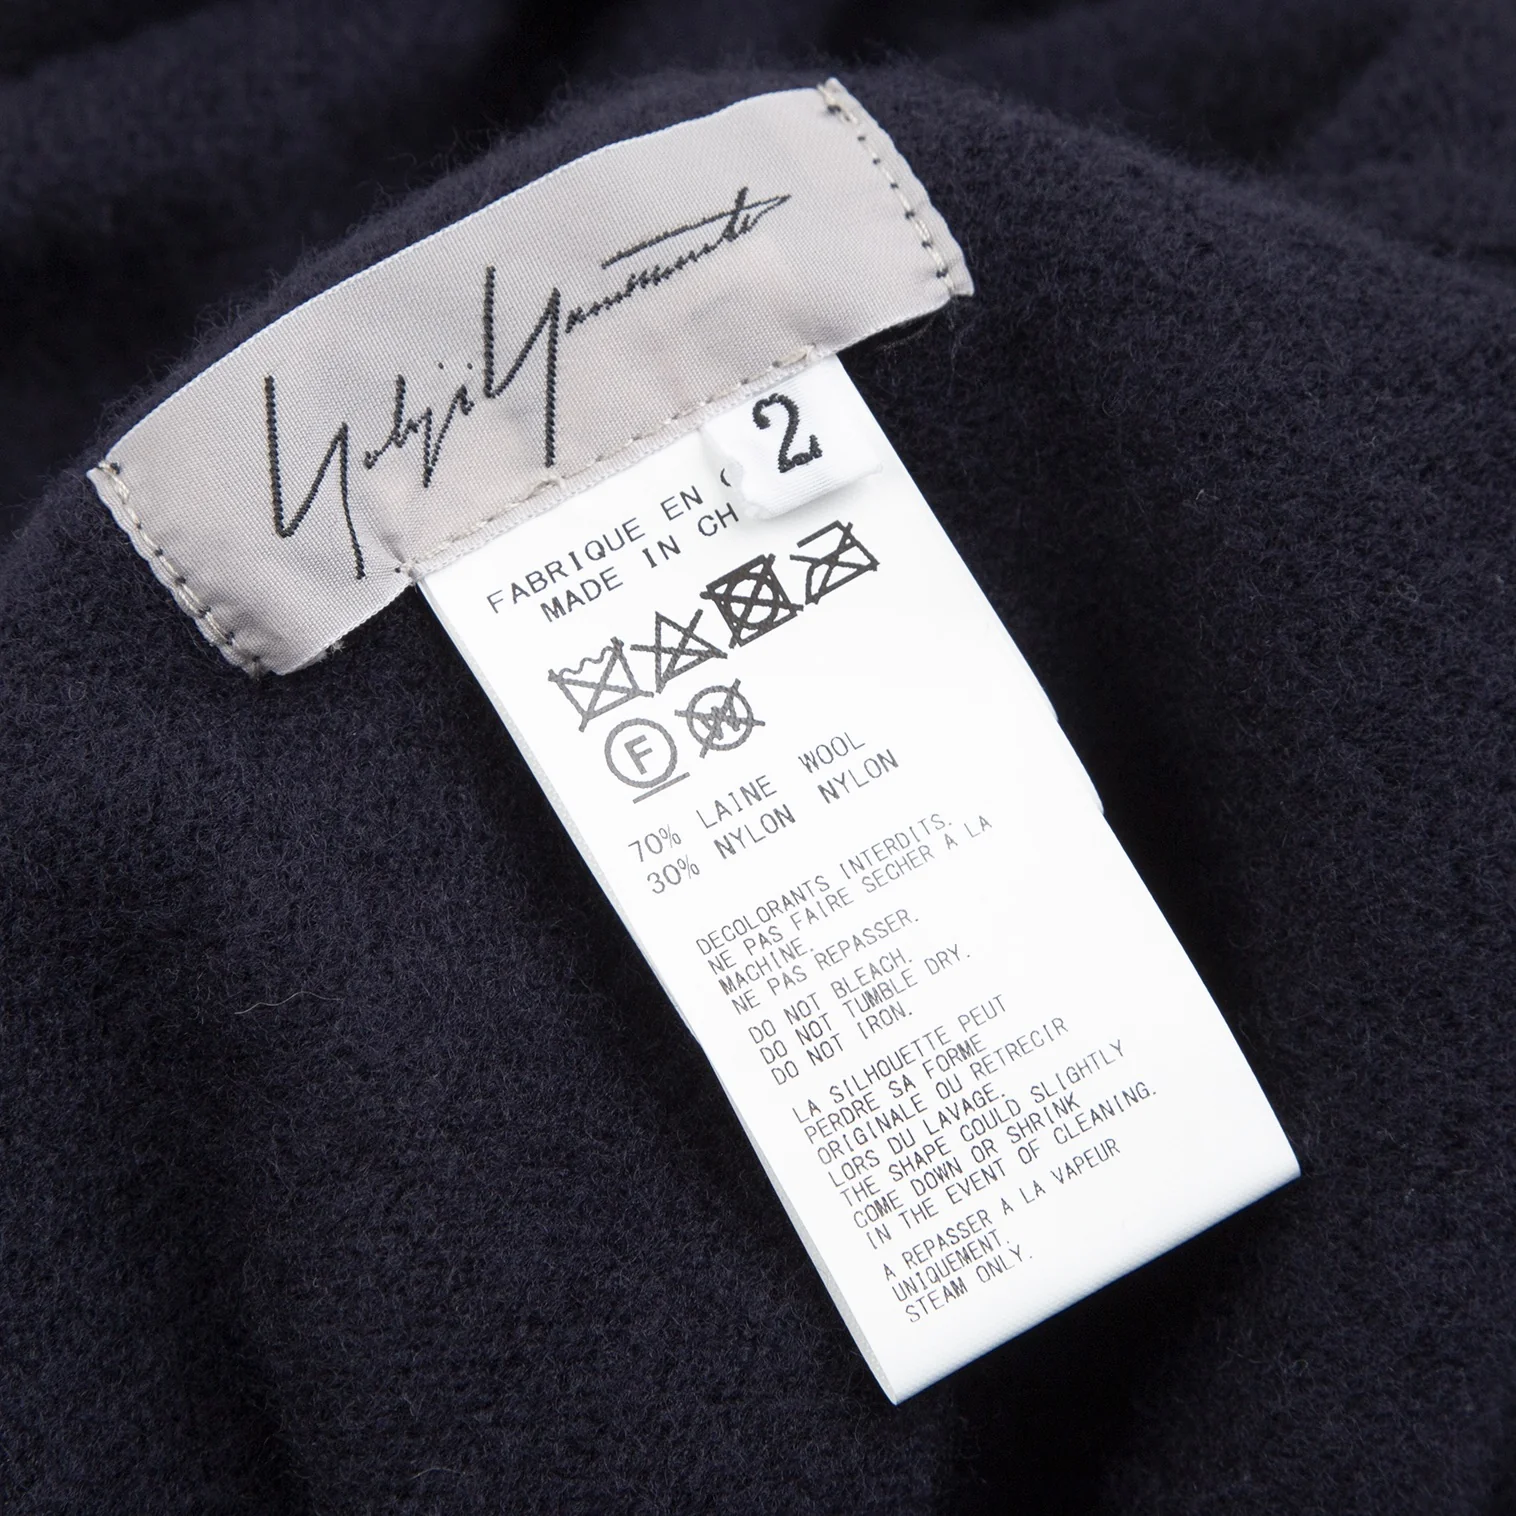 Yohji Yamamoto
2
FABRIQUE EN
MADE IN CH
F
W
70% LAINE WOOL
30% NYLON NYLON
DECOLORANTS INTERDITS.
NE PAS FAIRE SECHER A LA
MACHINE.
NE PAS REPASSER.
DO NOT BLEACH.
DO NOT TUMBLE DRY.
DO NOT IRON.
LA SILHOUETTE PEUT
PERDRE SA FORME
ORIGINALE OU RETRECIR
LORS DU LAVAGE.
THE SHAPE COULD SLIGHTLY
COME DOWN OR SHRINK
IN THE EVENT OF CLEANING.
A REPASSER A LA VAPEUR
UNIQUEMENT.
STEAM ONLY.